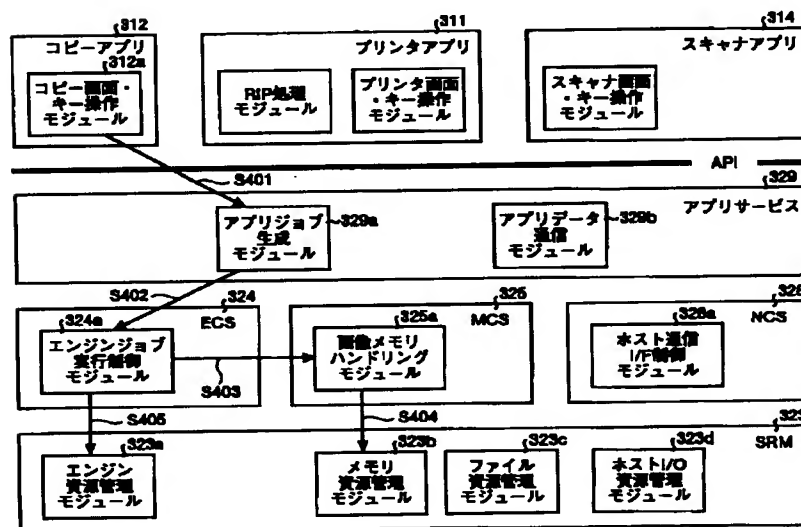 312
コピーアプリ
312a
コピー画面・
キー操作
モジュール
311
プリンタアプリ
RIP処理
モジュール
プリンタ画面
・キー操作
モジュール
314
スキャナアプリ
スキャナ画面
・キー操作
モジュール
API
S401
329
アプリサービス
アプリジョブ
生成
モジュール
329a
アプリデータ
通信
モジュール
329b
S402
324
ECS
324a
エンジンジョブ
実行制御
モジュール
S403
325
MCS
325a
画像メモリ
ハンドリング
モジュール
NCS
326a
ホスト通信
I/F制御
モジュール
S405
S404
323
SRM
323a
エンジン
資源管理
モジュール
323b
メモリ
資源管理
モジュール
323c
ファイル
資源管理
モジュール
323d
ホストI/O
資源管理
モジュール